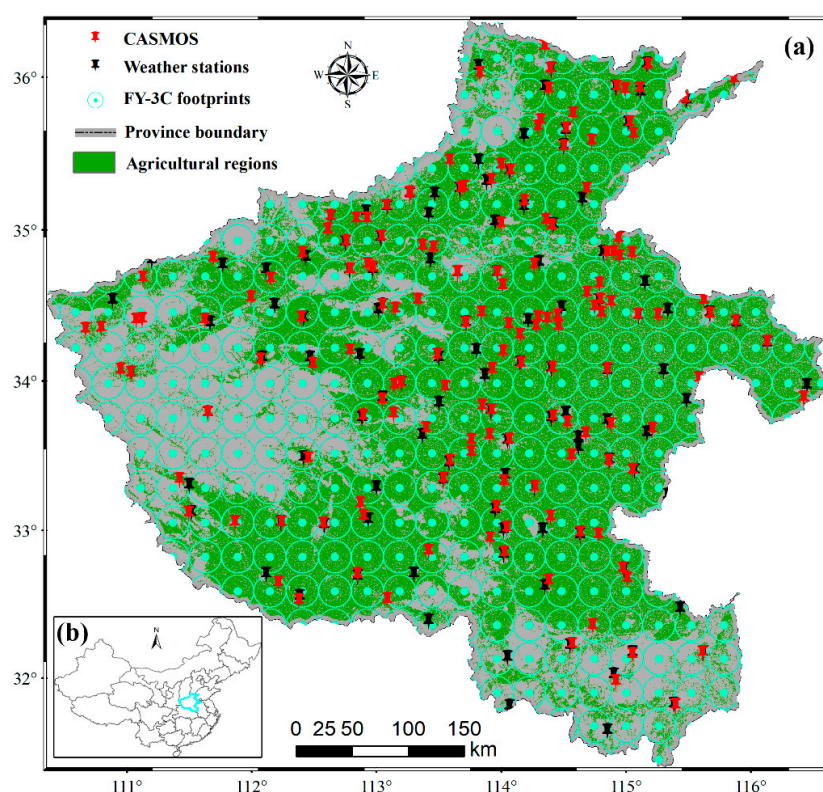 (a)
CASMOS
Weather stations
FY-3C footprints
Province boundary
Agricultural regions
N
W E
S
36°
35°
34°
33°
32°
(b)
N
0 25 50 100 150
km
111° 112° 113° 114° 115° 116°